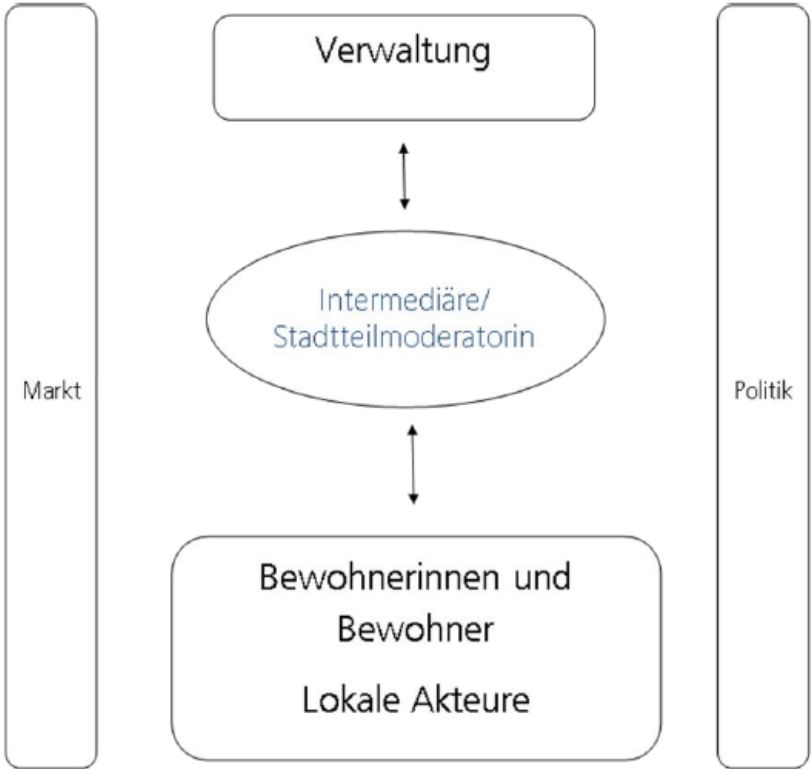 Verwaltung
Intermediäre/
Stadtteilmoderatorin
Markt
Politik
Bewohnerinnen und
Bewohner
Lokale Akteure